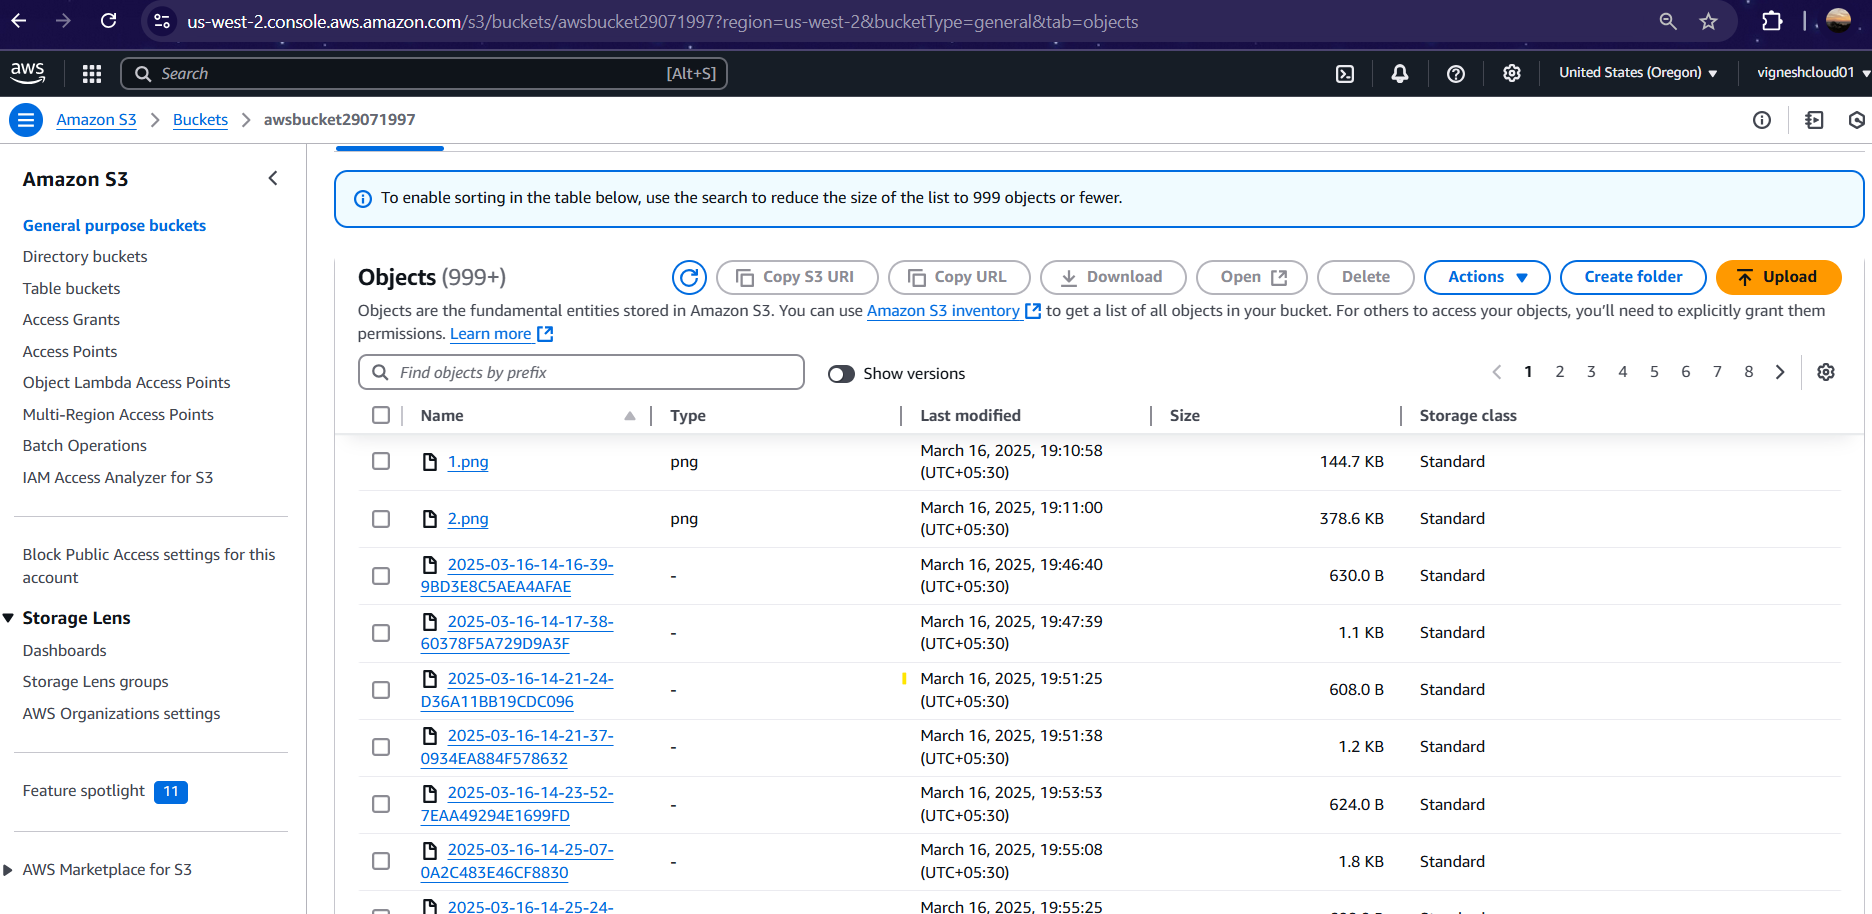 us-west-2.console.aws.amazon.com/s3/buckets/awsbucket29071997?region=us-west-2&bucketType=general&tab=objects
aws
Search [Alt+S]
United States (Oregon)
vigneshcloud01
Amazon S3
Buckets
awsbucket29071997
Amazon S3
General purpose buckets
Directory buckets
Table buckets
Access Grants
Access Points
Object Lambda Access Points
Multi-Region Access Points
Batch Operations
IAM Access Analyzer for S3
Block Public Access settings for this
account
Storage Lens
Dashboards
Storage Lens groups
AWS Organizations settings
Feature spotlight 11
AWS Marketplace for S3
To enable sorting in the table below, use the search to reduce the size of the list to 999 objects or fewer.
Objects (999+)
Copy S3 URI
Copy URL
Download
Open
Delete
Actions
Create folder
Upload
Objects are the fundamental entities stored in Amazon S3. You can use Amazon S3 inventory to get a list of all objects in your bucket. For others to access your objects, you'll need to explicitly grant them
permissions. Learn more
Find objects by prefix
Show versions
1 2 3 4 5 6 7 8
Name Type Last modified Size Storage class
1.png png March 16, 2025, 19:10:58 (UTC+05:30) 144.7 KB Standard
2.png png March 16, 2025, 19:11:00 (UTC+05:30) 378.6 KB Standard
2025-03-16-14-16-39-
9BD3E8C5AEA4AFAE - March 16, 2025, 19:46:40 (UTC+05:30) 630.0 B Standard
2025-03-16-14-17-38-
60378F5A729D9A3F - March 16, 2025, 19:47:39 (UTC+05:30) 1.1 KB Standard
2025-03-16-14-21-24-
D36A11BB19CDC096 - March 16, 2025, 19:51:25 (UTC+05:30) 608.0 B Standard
2025-03-16-14-21-37-
0934EA884F578632 - March 16, 2025, 19:51:38 (UTC+05:30) 1.2 KB Standard
2025-03-16-14-23-52-
7EAA49294E1699FD - March 16, 2025, 19:53:53 (UTC+05:30) 624.0 B Standard
2025-03-16-14-25-07-
0A2C483E46CF8830 - March 16, 2025, 19:55:08 (UTC+05:30) 1.8 KB Standard
2025-03-16-14-25-24- March 16, 2025, 19:55:25